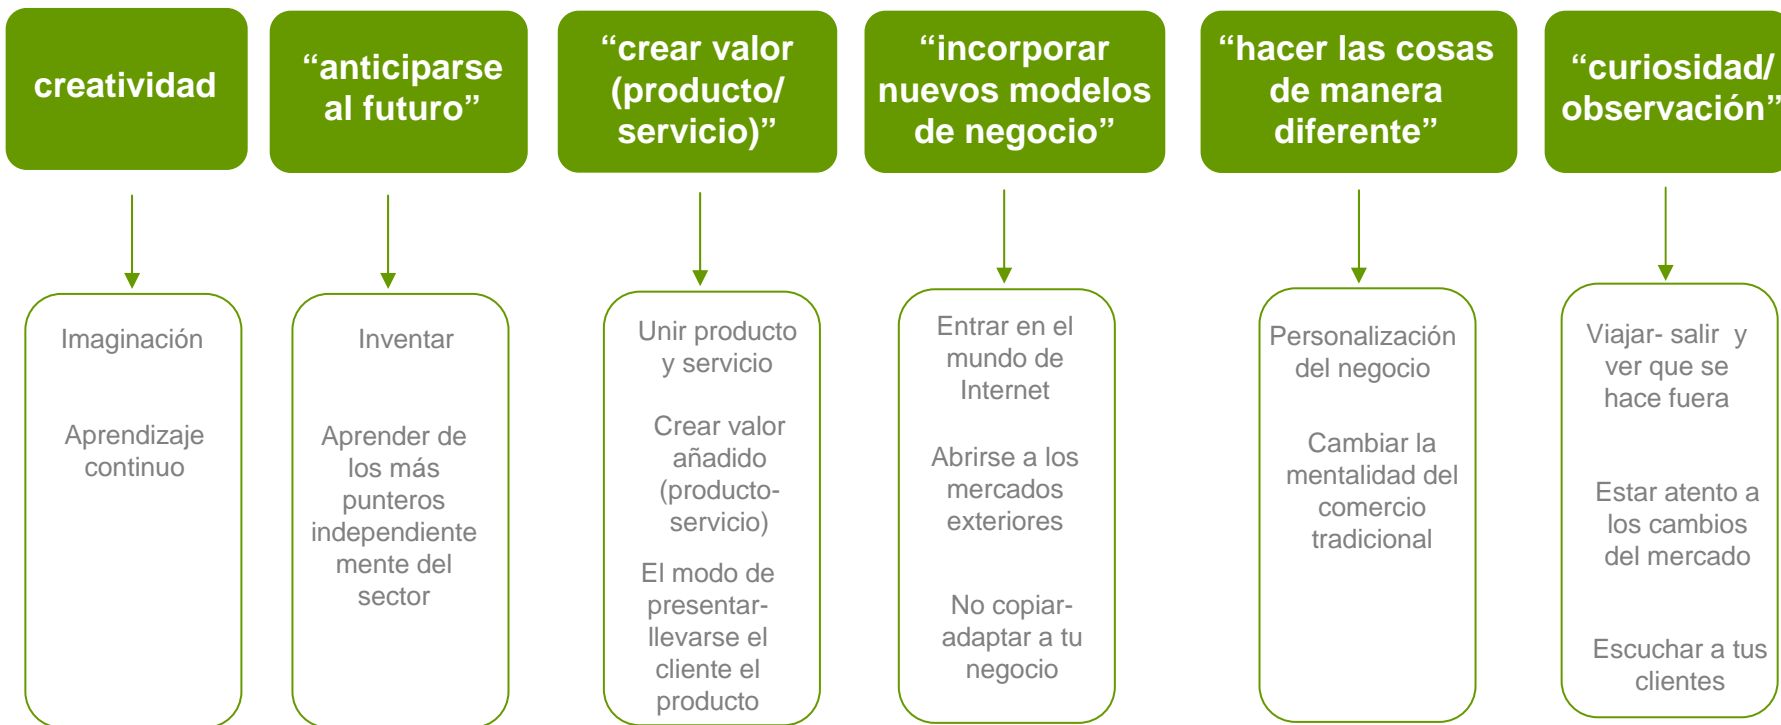 creatividad
“anticiparse
al futuro”
“crear valor
(producto/
servicio)”
“incorporar
nuevos modelos
de negocio”
“hacer las cosas
de manera
diferente”
“curiosidad/
observación”
Imaginación
Aprendizaje
continuo
Inventar
Aprender de
los más
punteros
independiente
mente del
sector
Unir producto
y servicio
Crear valor
añadido
(producto-
servicio)
El modo de
presentar-
llevarse el
cliente el
producto
Entrar en el
mundo de
Internet
Abrirse a los
mercados
exteriores
No copiar-
adaptar a tu
negocio
Personalización
del negocio
Cambiar la
mentalidad del
comercio
tradicional
Viajar- salir y
ver que se
hace fuera
Estar atento a
los cambios
del mercado
Escuchar a tus
clientes